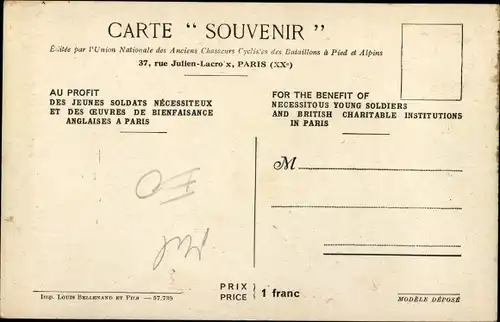 CARTE " SOUVENIR "
Éditée par l'Union Nationale des Anciens Chasseurs Cyclistes des Bataillons à Pied et Alpins
37, rue Julien-Lacroix, PARIS (XXe)
AU PROFIT
DES JEUNES SOLDATS NÉCESSITEUX
ET DES ŒUVRES DE BIENFAISANCE
ANGLAISES A PARIS
FOR THE BENEFIT OF
NECESSITOUS YOUNG SOLDIERS
AND BRITISH CHARITABLE INSTITUTIONS
IN PARIS
M
Imp. LOUIS BELLENAND ET FILS — 57.739
PRIX
PRICE
1 franc
MODÈLE DÉPOSÉ